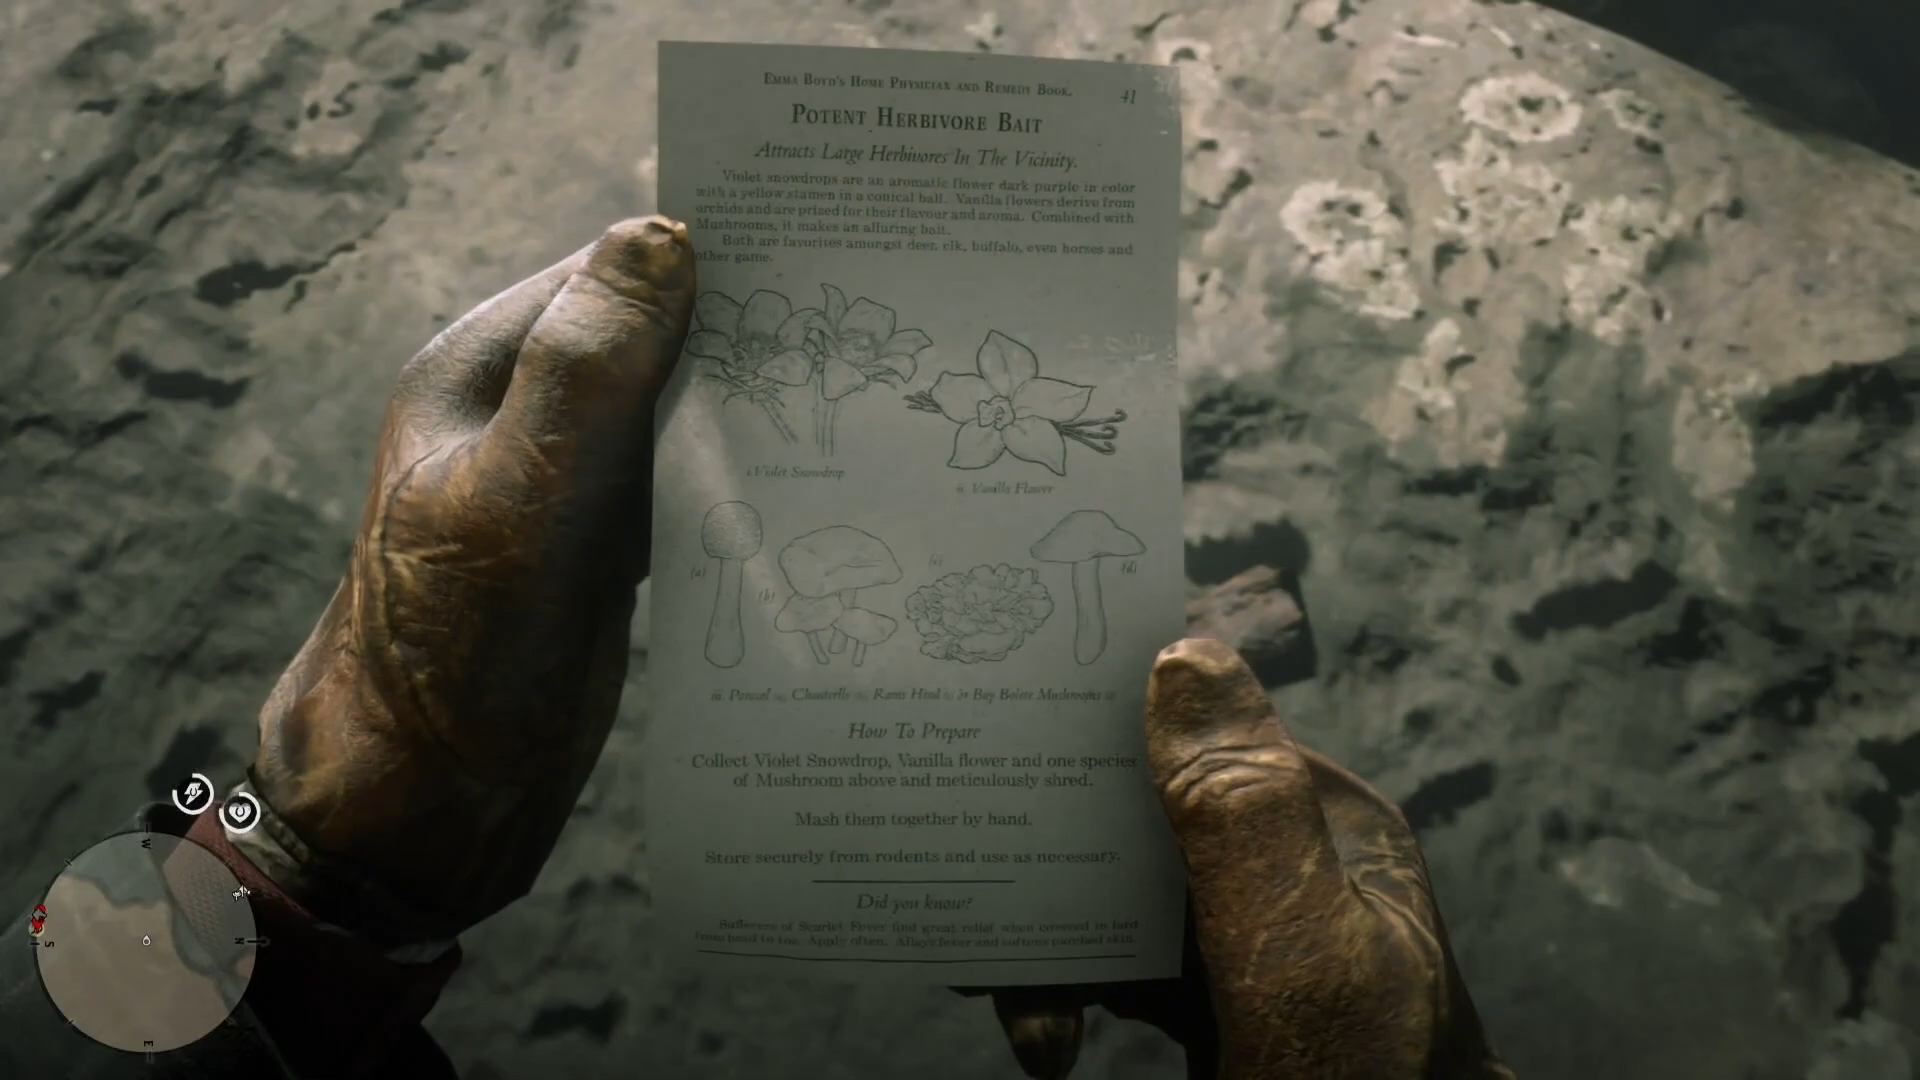 EMMA BOYD'S HOME PHYSICIAN AND REMEDY BOOK.
41
POTENT HERBIVORE BAIT
Attracts Large Herbivores In The Vicinity.
Violet snowdrops are an aromatic flower dark purple in color
with a yellow stamen in a conical ball. Vanilla flowers derive from
orchids and are prized for their flavour and aroma. Combined with
Mushrooms, it makes an alluring bait.
Both are favorites amongst deer, elk, buffalo, even horses and
other game.
i. Violet Snowdrop
ii. Vanilla Flower
(a)
(b)
(c)
(d)
iii. Parasol Rams Head or Bay Bolete Mushrooms
How To Prepare
Collect Violet Snowdrop, Vanilla flower and one species
of Mushroom above and meticulously shred.
Mash them together by hand.
Store securely from rodents and use as necessary.
Did you know?
Sufferers of Scarlet Fever find great relief when covered in lard
from head to toe. Apply often. Allays fever and softens parched skin.
W
N
S
E